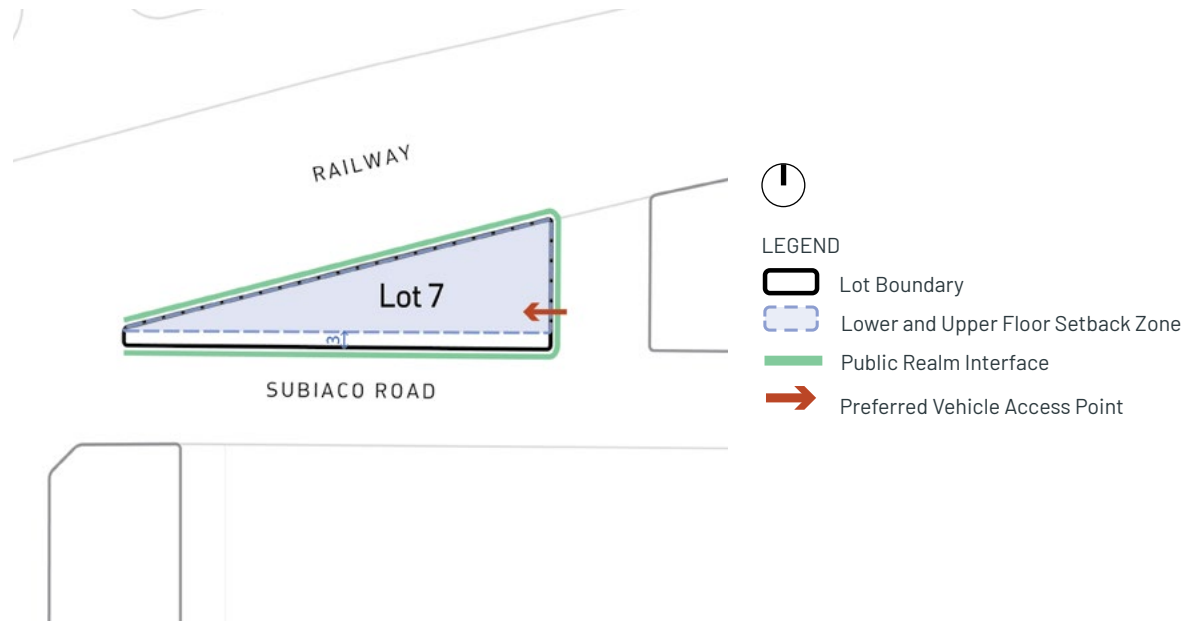 RAILWAY
Lot 7
3
SUBIACO ROAD
LEGEND
Lot Boundary
Lower and Upper Floor Setback Zone
Public Realm Interface
Preferred Vehicle Access Point